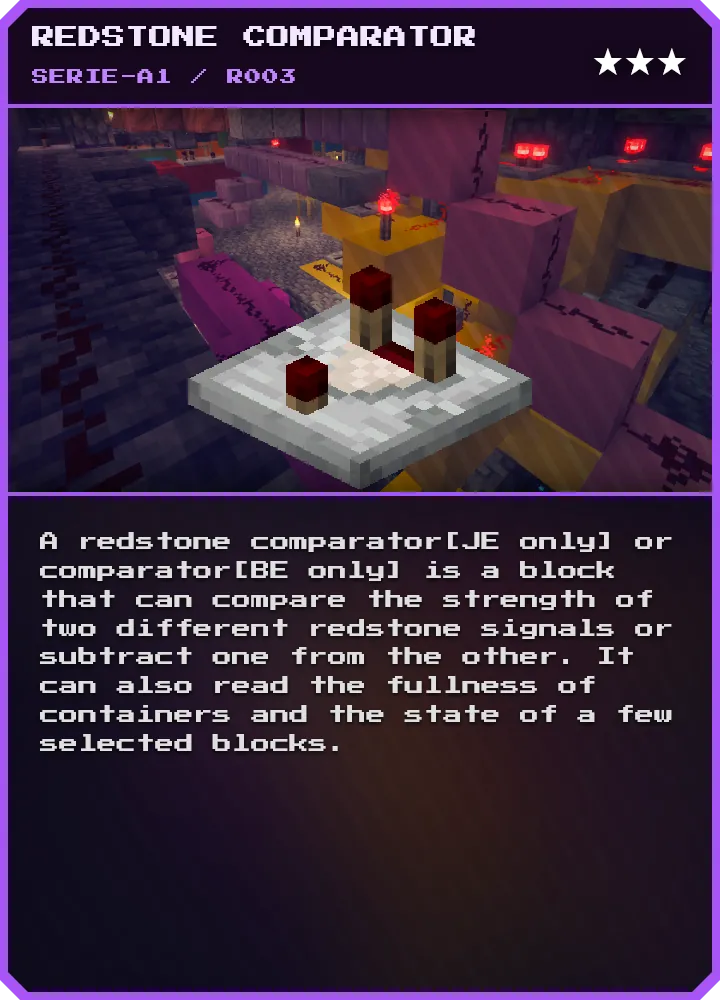 REDSTONE COMPARATOR
SERIE-A1 / R003
★★★
A redstone comparator[JE only] or
comparator[BE only] is a block
that can compare the strength of
two different redstone signals or
subtract one from the other. It
can also read the fullness of
containers and the state of a few
selected blocks.